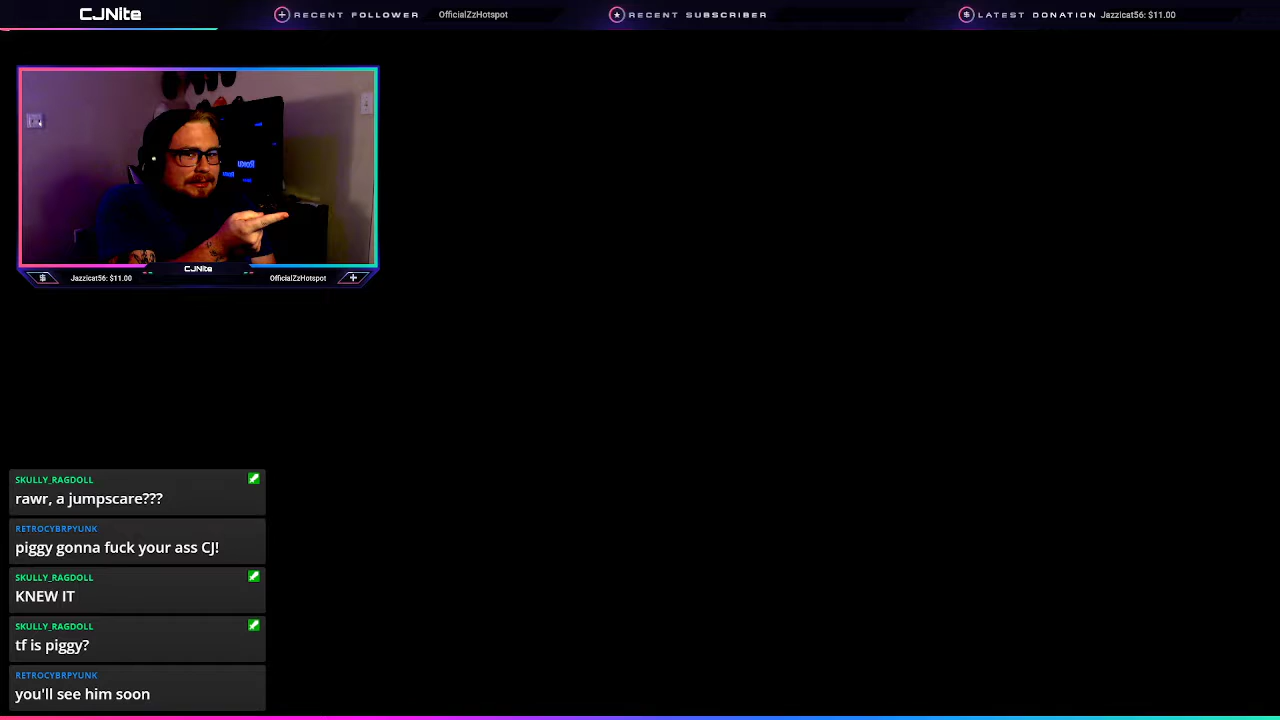 CJNite
RECENT FOLLOWER OfficialZzHotspot
RECENT SUBSCRIBER
LATEST DONATION Jazzicat56: $11.00
CJNite
Jazzicat56: $11.00
OfficialZzHotspot
SKULLY_RAGDOLL
rawr, a jumpscare???
RETROCYBRPYUNK
piggy gonna fuck your ass CJ!
SKULLY_RAGDOLL
KNEW IT
SKULLY_RAGDOLL
tf is piggy?
RETROCYBRPYUNK
you'll see him soon